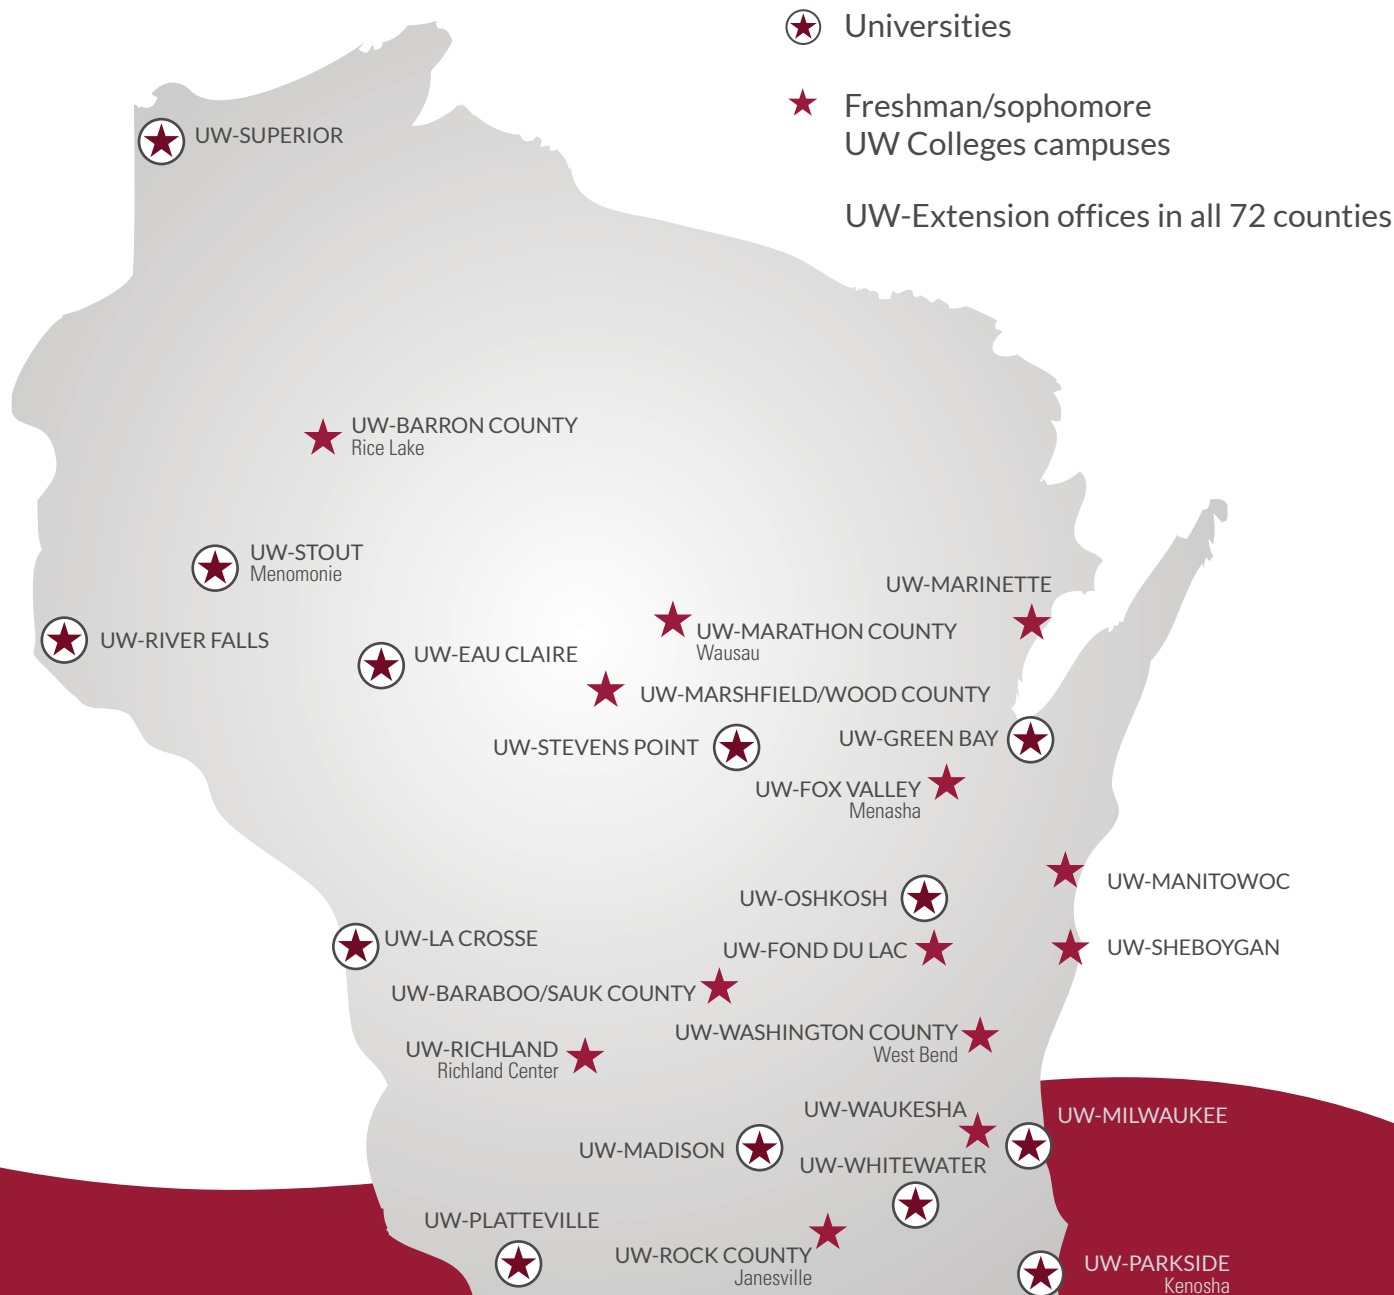 Universities
Freshman/sophomore
UW Colleges campuses
UW-Extension offices in all 72 counties
UW-SUPERIOR
UW-BARRON COUNTY
Rice Lake
UW-STOUT
Menomonie
UW-MARINETTE
UW-RIVER FALLS
UW-MARATHON COUNTY
Wausau
UW-EAU CLAIRE
UW-MARSHFIELD/WOOD COUNTY
UW-STEVENS POINT
UW-GREEN BAY
UW-FOX VALLEY
Menasha
UW-MANITOWOC
UW-OSHKOSH
UW-LA CROSSE
UW-FOND DU LAC
UW-SHEBOYGAN
UW-BARABOO/SAUK COUNTY
UW-WASHINGTON COUNTY
West Bend
UW-RICHLAND
Richland Center
UW-WAUKESHA
UW-MILWAUKEE
UW-MADISON
UW-WHITEWATER
UW-PLATTEVILLE
UW-ROCK COUNTY
Janesville
UW-PARKSIDE
Kenosha